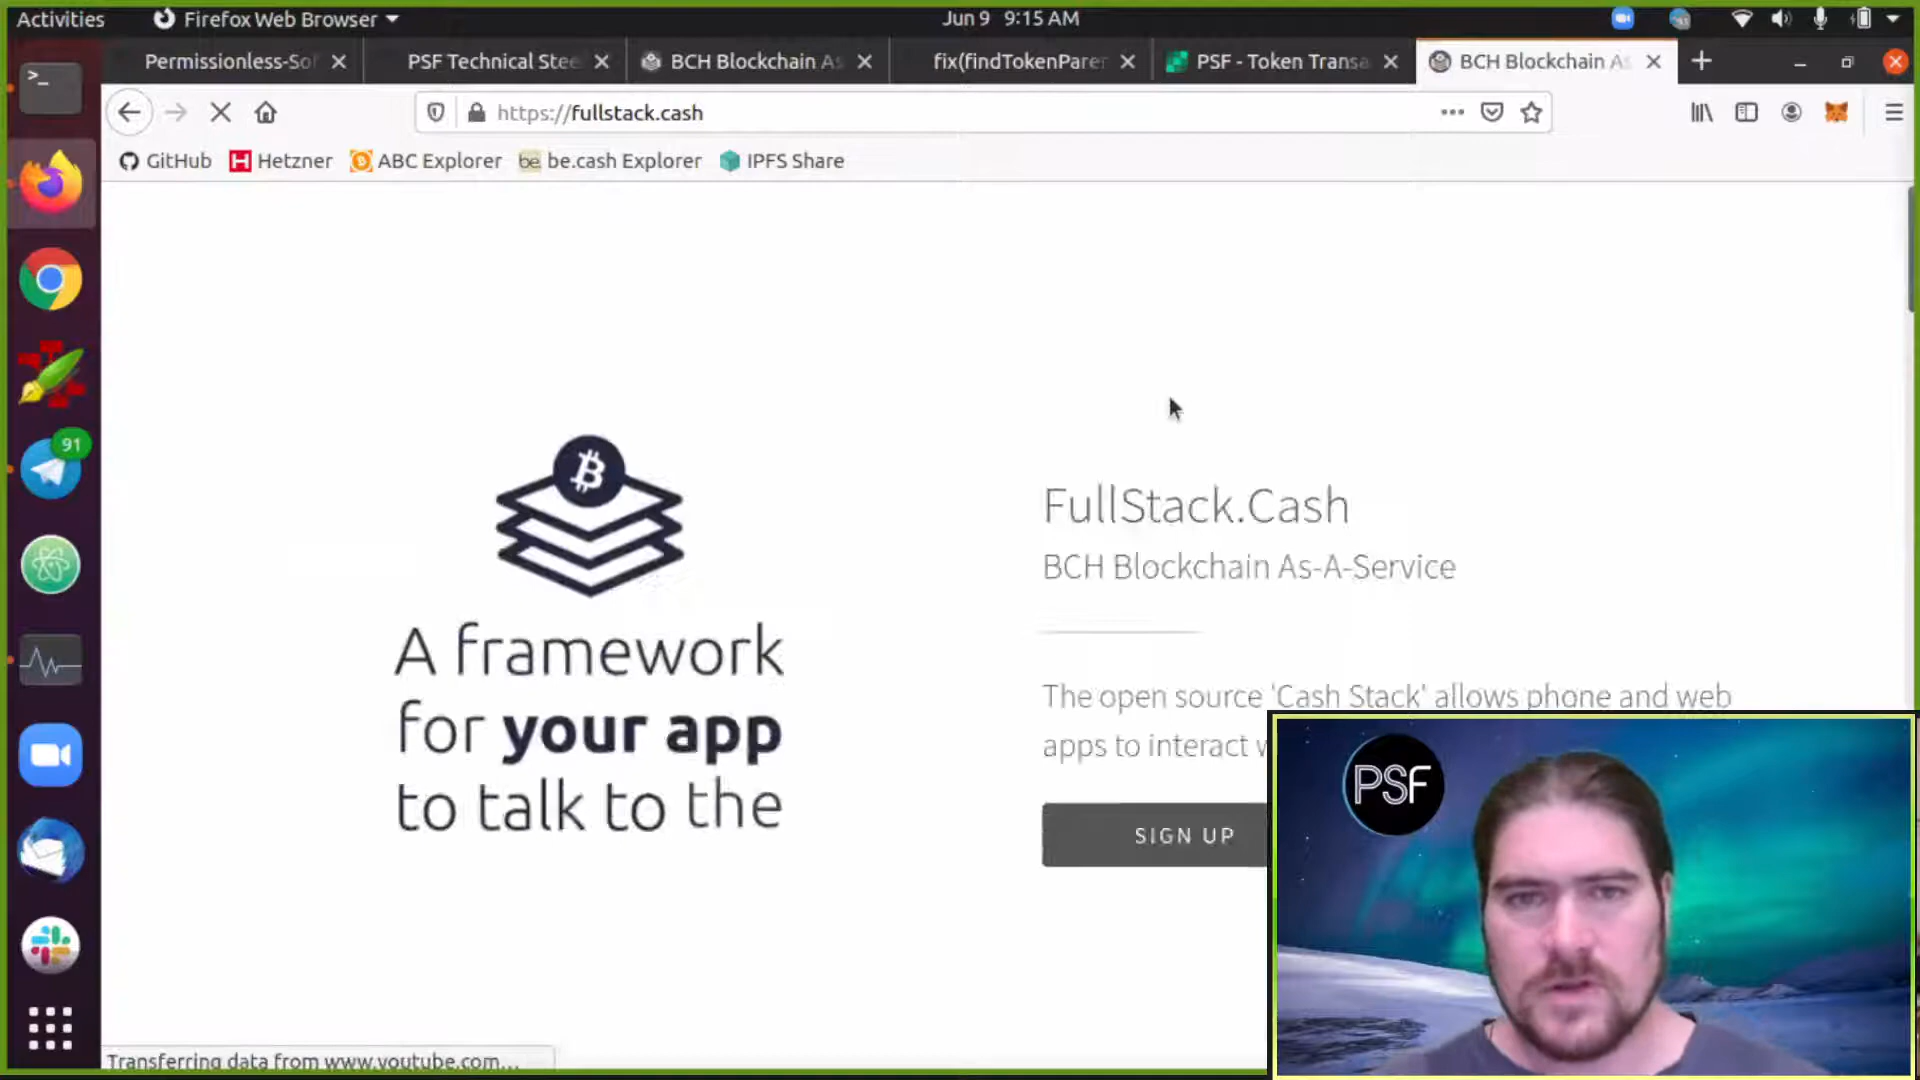 Activities
Firefox Web Browser
Jun 9 9:15 AM
Permissionless-Sof
PSF Technical Stee
BCH Blockchain As
fix(findTokenParer
PSF - Token Transa
BCH Blockchain As
https://fullstack.cash
GitHub
Hetzner
ABC Explorer
be. be.cash Explorer
IPFS Share
91
A framework
for your app
to talk to the
FullStack.Cash
BCH Blockchain As-A-Service
The open source 'Cash Stack' allows phone and web
apps to interact w
SIGN UP
PSF
Transferring data from www.youtube.com...